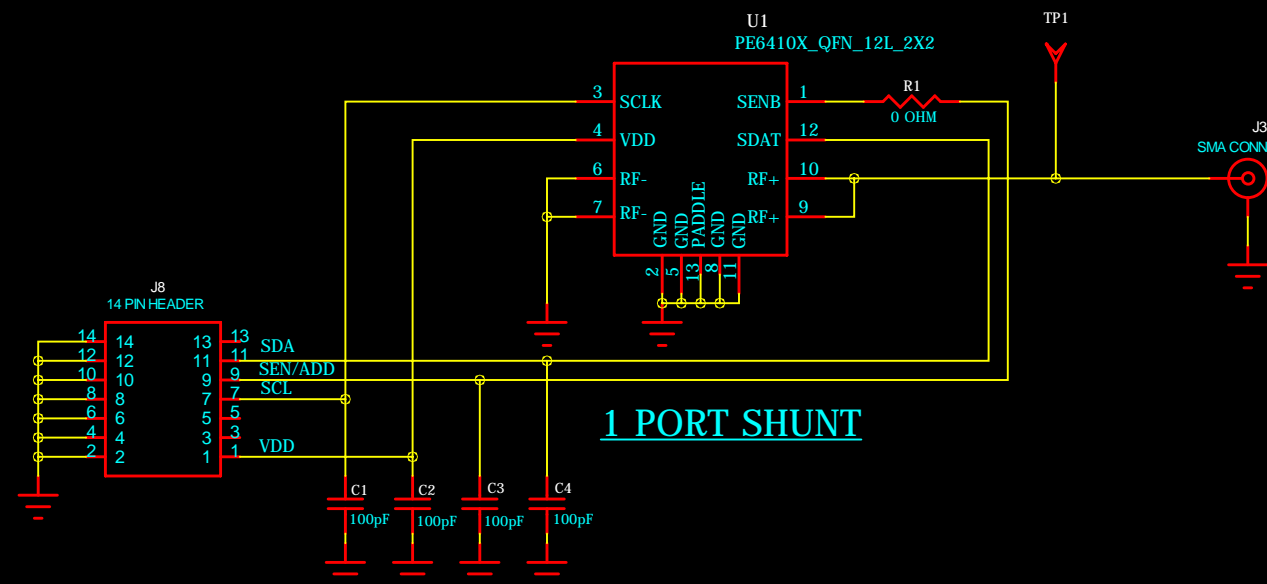 U1
PE6410X_QFN_12L_2X2
TP1
3 SCLK
SENB 1
R1
0 OHM
4 VDD
SDAT 12
J3
SMA CONN
6 RF-
RF+ 10
7 RF-
RF+ 9
GND GND PADDLE GND GND
2 5 13 8 11
J8
14 PIN HEADER
14 14 13 13
SDA
12 12 11 11
SEN/ADD
10 10 9 9
SCL
8 8 7 7
6 6 5 5
4 4 3 3
2 2 1 1
VDD
1 PORT SHUNT
C1 C2 C3 C4
100pF 100pF 100pF 100pF